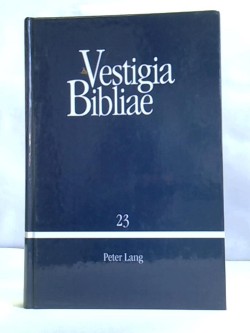 Vestigia
Bibliae
23
Peter Lang